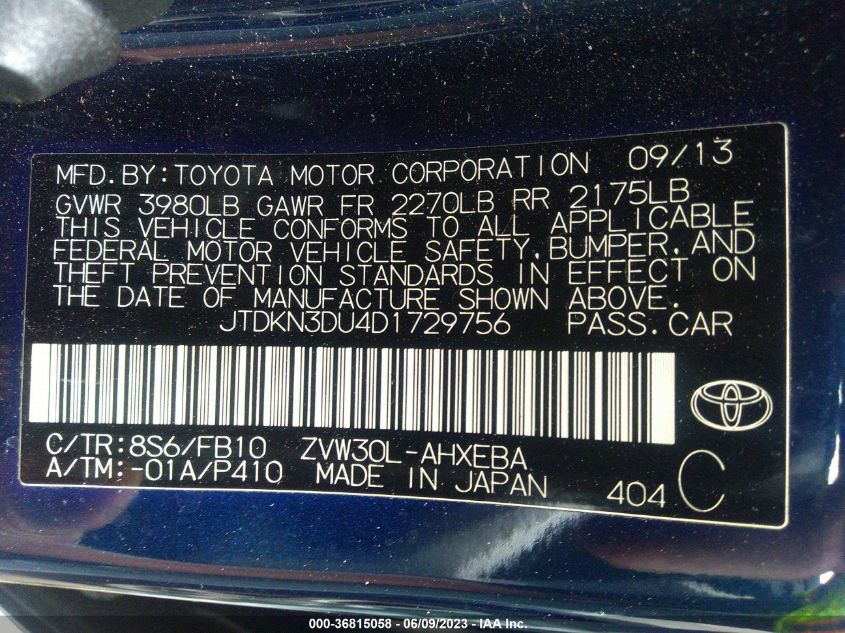 MFD.BY:TOYOTA MOTOR CORPORATION 09/13
GVWR 3980LB GAWR FR 2270LB RR 2175LB
THIS VEHICLE CONFORMS TO ALL APPLICABLE
FEDERAL MOTOR VEHICLE SAFETY,BUMPER,AND
THEFT PREVENTION STANDARDS IN EFFECT ON
THE DATE OF MANUFACTURE SHOWN ABOVE.
JTDKN3DU4D1729756 PASS.CAR
C/TR:8S6/FB10 ZVW30L-AHXEBA
A/TM:-01A/P410 MADE IN JAPAN 404 C
000-36815058 - 06/09/2023 - IAA Inc.